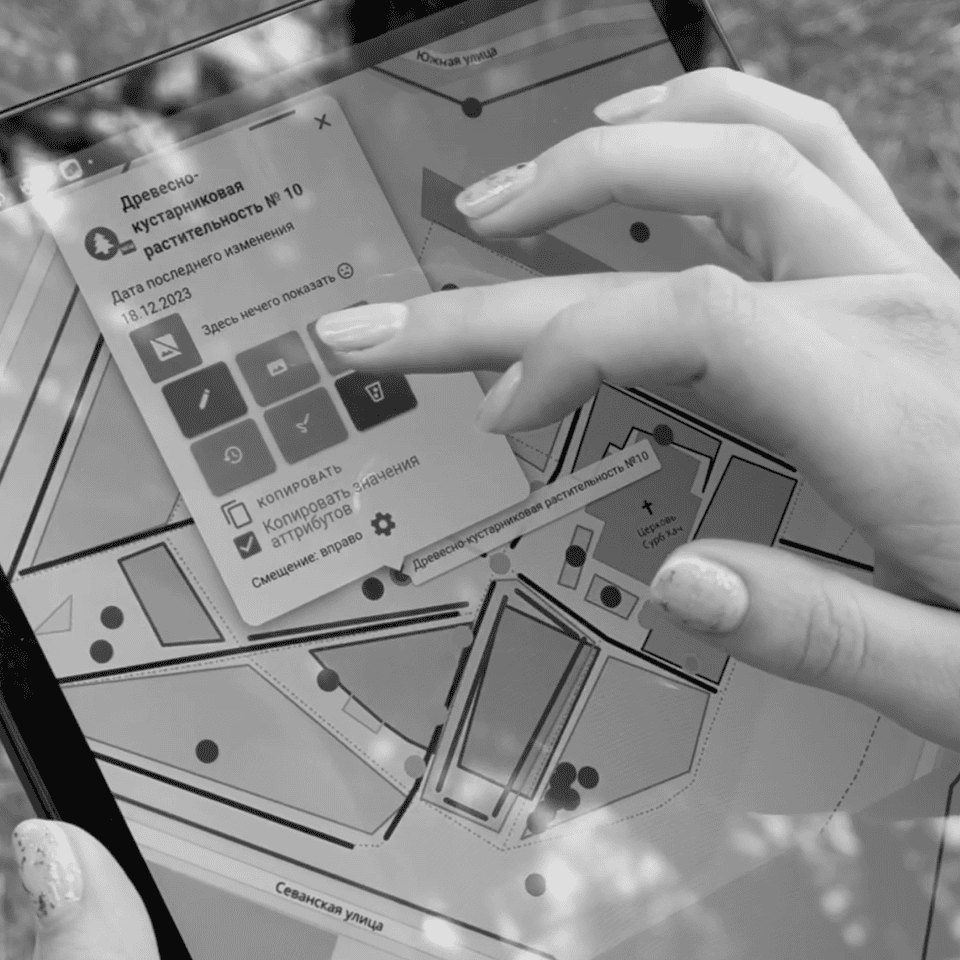 Южная улица
Древесно-
кустарниковая
растительность № 10
Дата последнего изменения
18.12.2023
Здесь нечего показать
КОПИРОВАТЬ
Копировать значения
аттрибутов
Смещение: вправо
Древесно-кустарниковая растительность №10
Церковь
Сурб Хач
Севанская улица